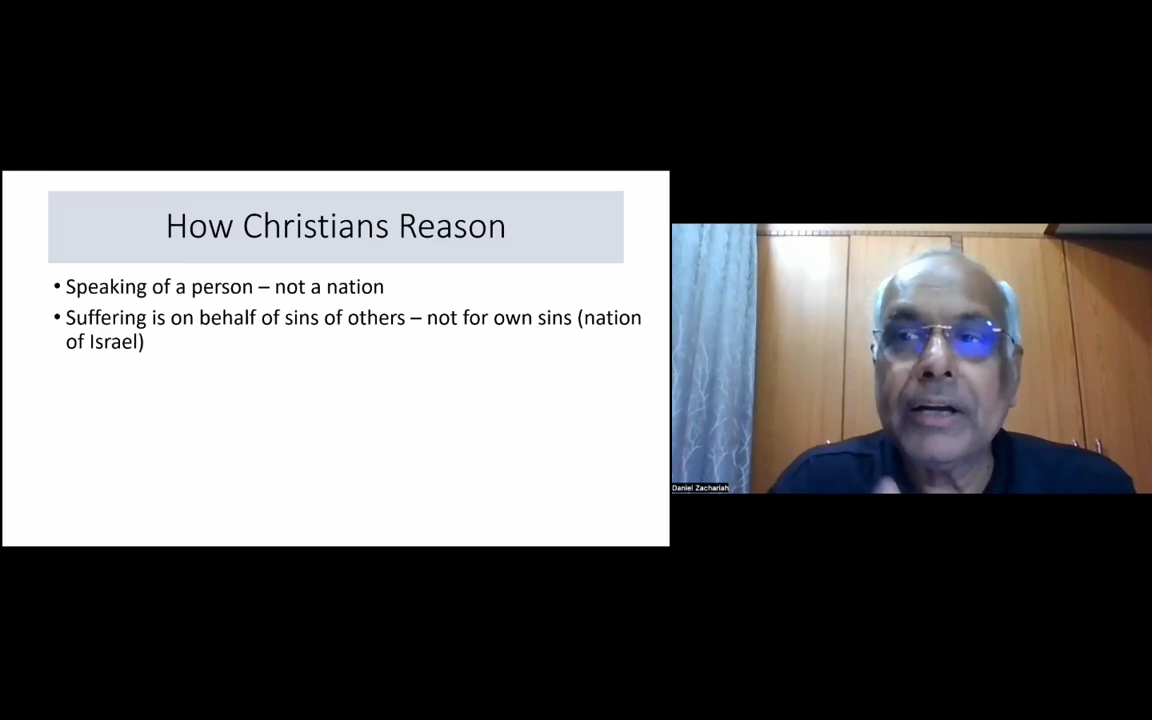 How Christians Reason
• Speaking of a person – not a nation
• Suffering is on behalf of sins of others – not for own sins (nation
of Israel)
Daniel Zachariah